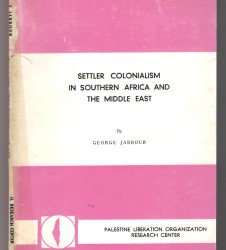 SETTLER COLONIALISM
IN SOUTHERN AFRICA AND
THE MIDDLE EAST
By
GEORGE JABBOUR
PALESTINE LIBERATION ORGANIZATION
RESEARCH CENTER